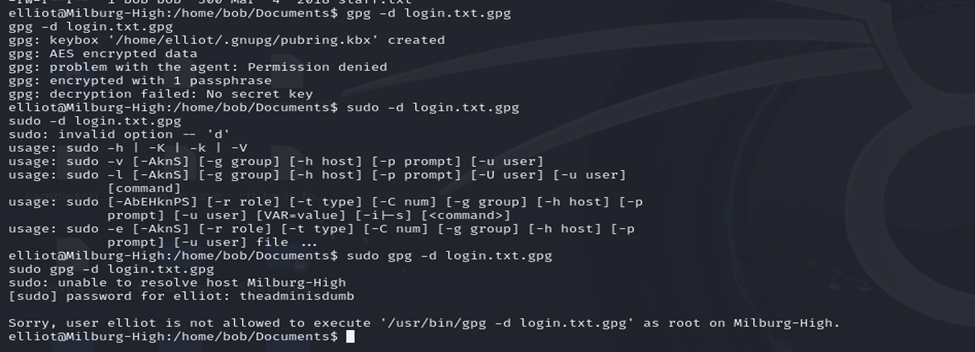 -rw-r--r-- 1 bob bob 300 Mar 4 2018 staff.txt
elliot@Milburg-High:/home/bob/Documents$ gpg -d login.txt.gpg
gpg -d login.txt.gpg
gpg: keybox '/home/elliot/.gnupg/pubring.kbx' created
gpg: AES encrypted data
gpg: problem with the agent: Permission denied
gpg: encrypted with 1 passphrase
gpg: decryption failed: No secret key
elliot@Milburg-High:/home/bob/Documents$ sudo -d login.txt.gpg
sudo -d login.txt.gpg
sudo: invalid option -- 'd'
usage: sudo -h | -K | -k | -V
usage: sudo -v [-AknS] [-g group] [-h host] [-p prompt] [-u user]
usage: sudo -l [-AknS] [-g group] [-h host] [-p prompt] [-U user] [-u user]
[command]
usage: sudo [-AbEHknPS] [-r role] [-t type] [-C num] [-g group] [-h host] [-p
prompt] [-u user] [VAR=value] [-i|-s] [<command>]
usage: sudo -e [-AknS] [-r role] [-t type] [-C num] [-g group] [-h host] [-p
prompt] [-u user] file ...
elliot@Milburg-High:/home/bob/Documents$ sudo gpg -d login.txt.gpg
sudo gpg -d login.txt.gpg
sudo: unable to resolve host Milburg-High
[sudo] password for elliot: theadminisdumb
Sorry, user elliot is not allowed to execute '/usr/bin/gpg -d login.txt.gpg' as root on Milburg-High.
elliot@Milburg-High:/home/bob/Documents$